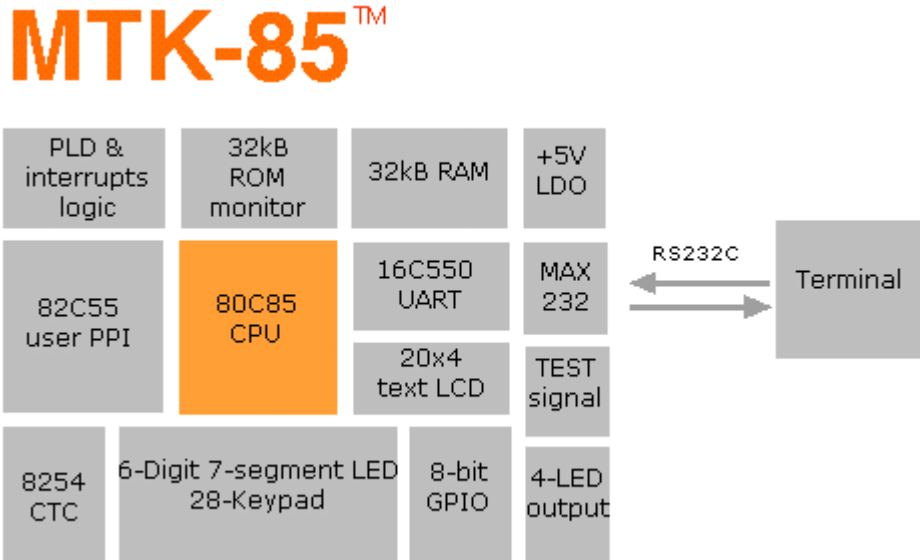 MTK-85™
PLD &
interrupts
logic
32kB
ROM
monitor
32kB RAM
+5V
LDO
82C55
user PPI
80C85
CPU
16C550
UART
MAX
232
RS232C
Terminal
20x4
text LCD
TEST
signal
8254
CTC
6-Digit 7-segment LED
28-Keypad
8-bit
GPIO
4-LED
output